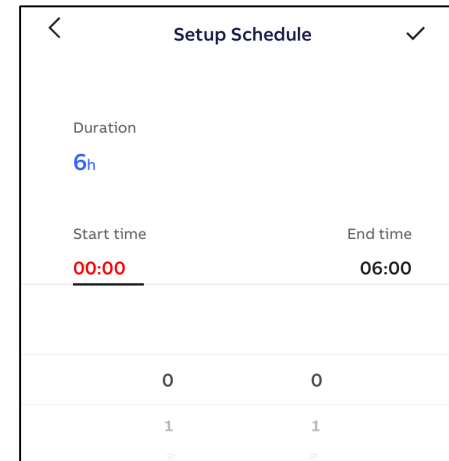 Setup Schedule
Duration
6h
Start time End time
00:00 06:00
0 0
1 1